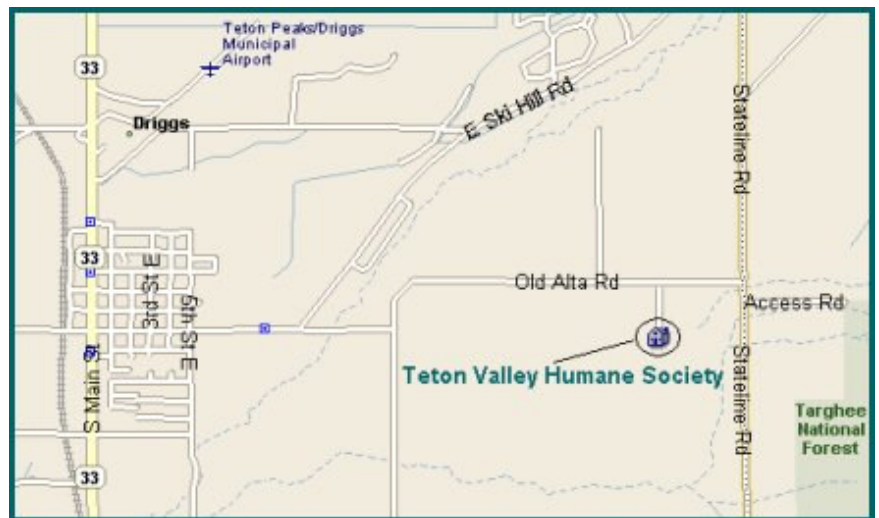 Teton Peaks/Driggs
Municipal
Airport
33
E Ski Hill Rd
Stateline Rd
Driggs
33
3rd St E
5th St E
Old Alta Rd
Access Rd
S Main St
Teton Valley Humane Society
Stateline Rd
Targhee
National
Forest
33